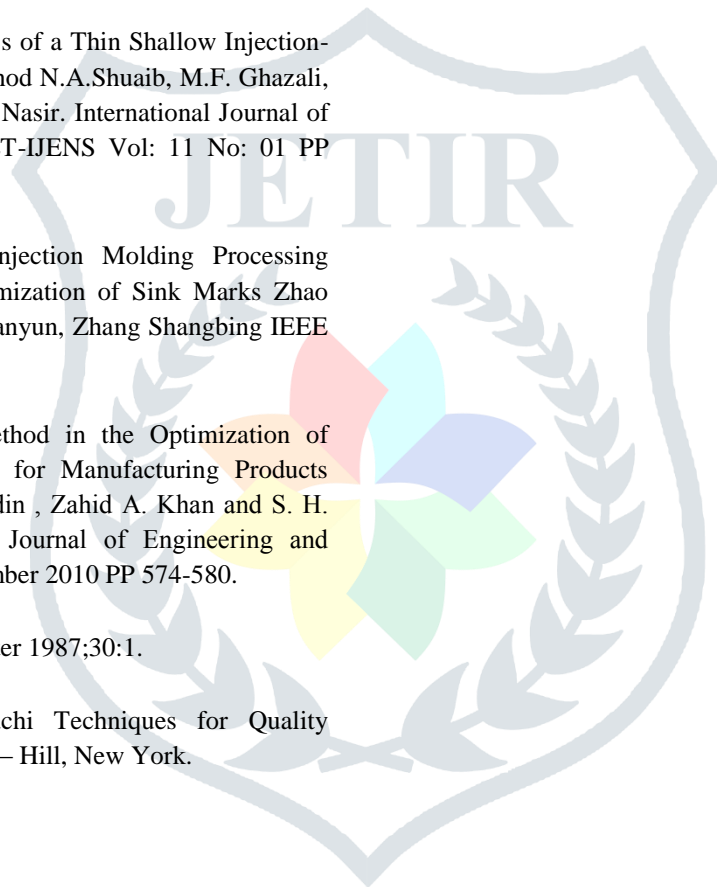 s of a Thin Shallow Injection-
N.A.Shuaib, M.F. Ghazali,
Nasir. International Journal of
T-IJENS Vol: 11 No: 01 PP
JETIR
njection Molding Processing
mization of Sink Marks Zhao
anyun, Zhang Shangbing IEEE
ethod in the Optimization of
for Manufacturing Products
din , Zahid A. Khan and S. H.
Journal of Engineering and
nber 2010 PP 574-580.
er 1987;30:1.
chi Techniques for Quality
– Hill, New York.